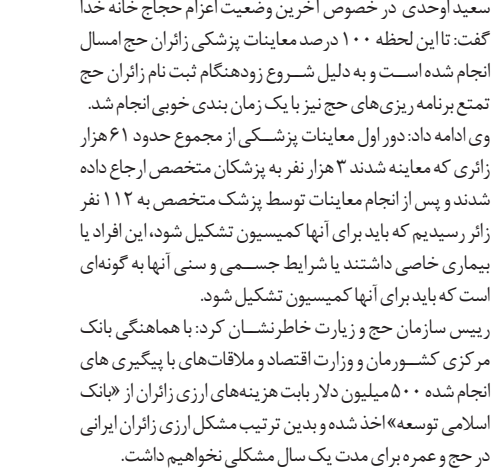 سعید اوحدی در خصوص آخرین وضعیت اعزام حجاج خانه خدا
گفت: تا این لحظه ۱۰۰ درصد معاینات پزشکی زائران حج امسال
انجام شده است و به دلیل شروع زودهنگام ثبت نام زائران حج
تمتع برنامه ریزی‌های حج نیز با یک زمان بندی خوبی انجام شد.
وی ادامه داد: دور اول معاینات پزشکی از مجموع حدود ۶۱ هزار
زائری که معاینه شدند ۳ هزار نفر به پزشکان متخصص ارجاع داده
شدند و پس از انجام معاینات توسط پزشک متخصص به ۱۱۲ نفر
زائر رسیدیم که باید برای آنها کمیسیون تشکیل شود، این افراد یا
بیماری خاصی داشتند یا شرایط جسمی و سنی آنها به گونه‌ای
است که باید برای آنها کمیسیون تشکیل شود.
رییس سازمان حج و زیارت خاطرنشان کرد: با هماهنگی بانک
مرکزی کشورمان و وزارت اقتصاد و ملاقات‌های با پیگیری های
انجام شده ۵۰۰ میلیون دلار بابت هزینه‌های ارزی زائران از «بانک
اسلامی توسعه» اخذ شده و بدین ترتیب مشکل ارزی زائران ایرانی
در حج و عمره برای مدت یک سال مشکلی نخواهیم داشت.